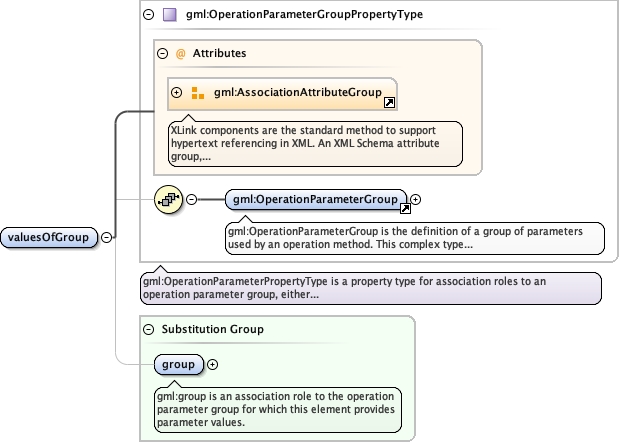 gml:OperationParameterGroupPropertyType
@ Attributes
gml:AssociationAttributeGroup
XLink components are the standard method to support
hypertext referencing in XML. An XML Schema attribute
group,...
gml:OperationParameterGroup
gml:OperationParameterGroup is the definition of a group of parameters
used by an operation method. This complex type...
valuesOfGroup
gml:OperationParameterPropertyType is a property type for association roles to an
operation parameter group, either...
Substitution Group
group
gml:group is an association role to the operation
parameter group for which this element provides
parameter values.